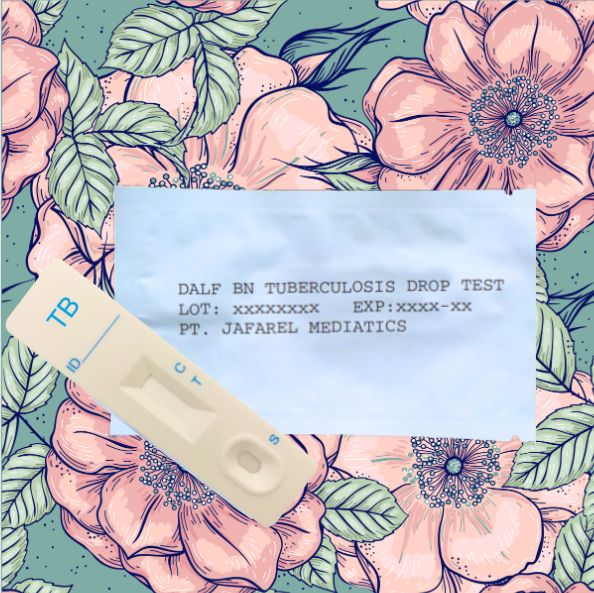 DALF BN TUBERCULOSIS DROP TEST
LOT: xxxxxxxx EXP:xxxx-xx
PT. JAFAREL MEDIATICS
TB
ID
C
T
S